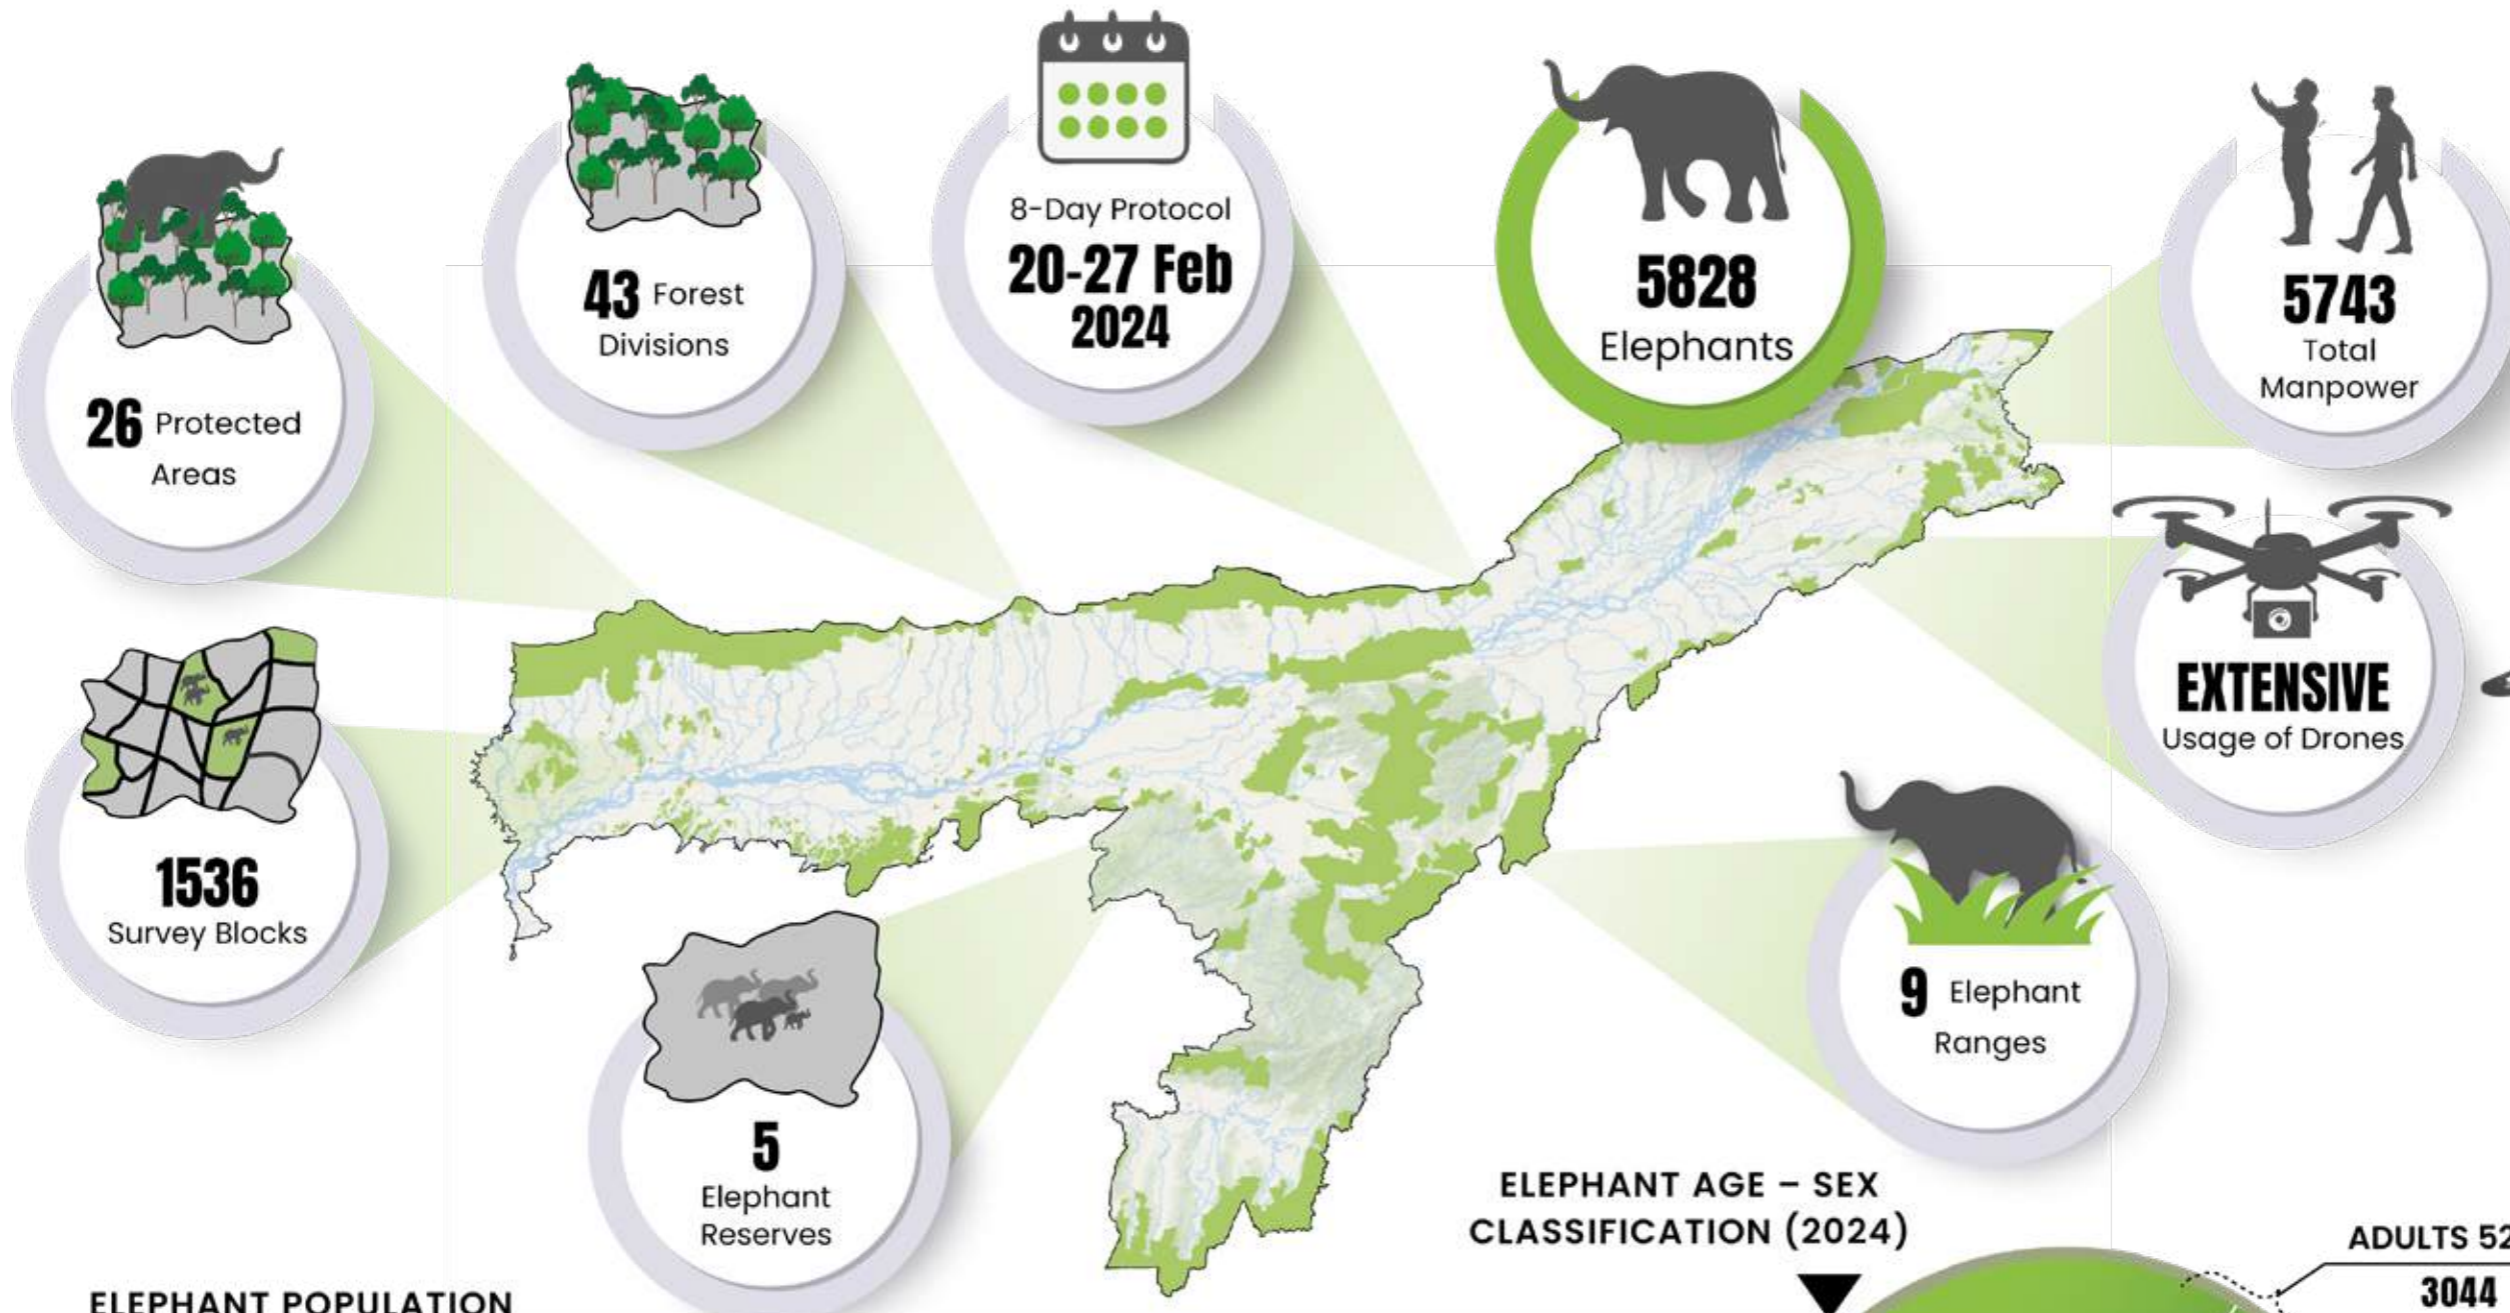 8-Day Protocol
20-27 Feb
2024
5828
Elephants
5743
Total
Manpower
43 Forest
Divisions
26 Protected
Areas
EXTENSIVE
Usage of Drones
1536
Survey Blocks
9 Elephant
Ranges
5
Elephant
Reserves
ELEPHANT AGE – SEX
CLASSIFICATION (2024)
ADULTS 52
3044
ELEPHANT POPULATION